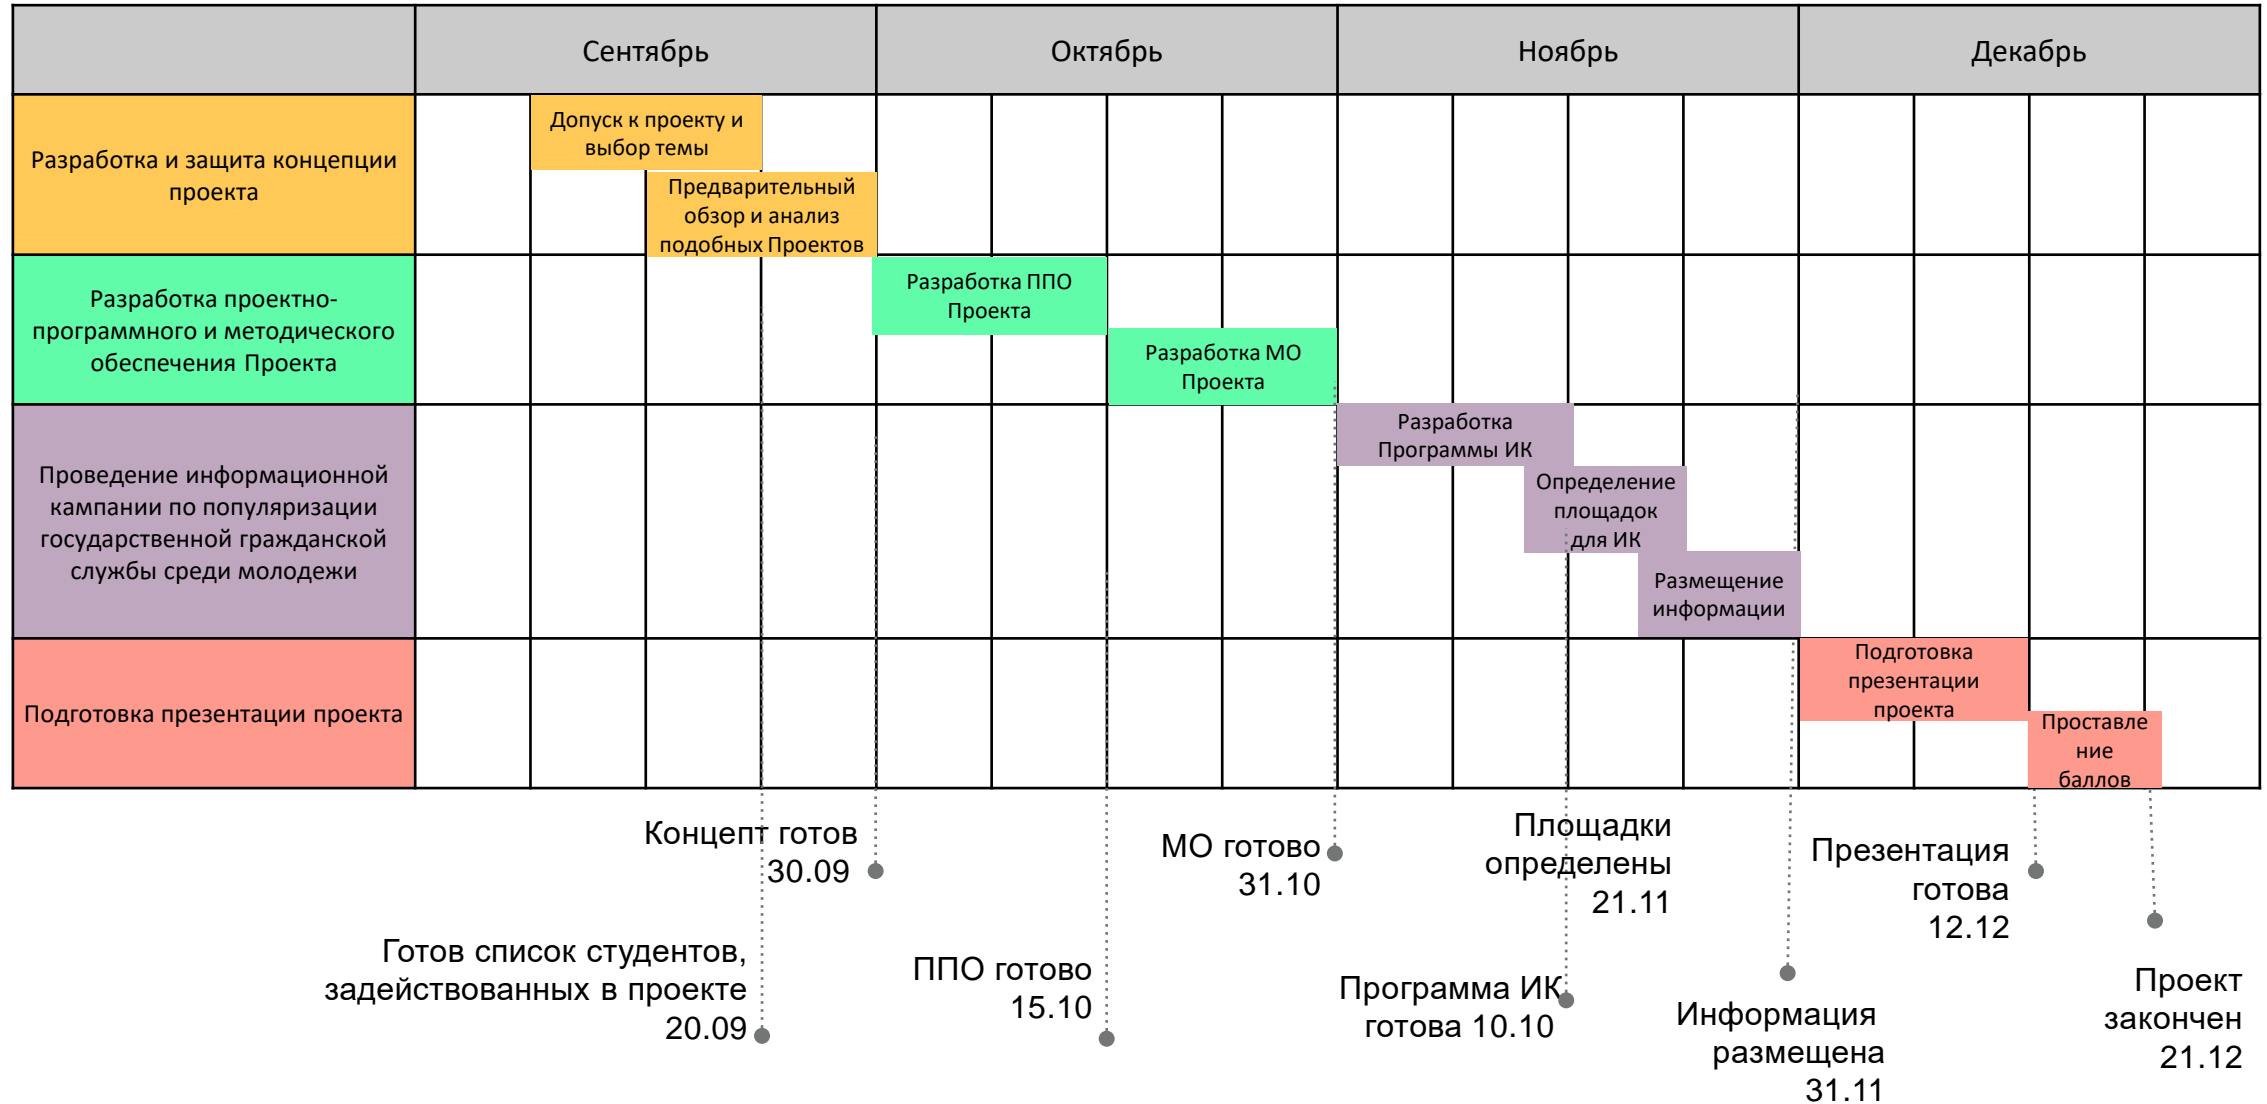 Сентябрь
Октябрь
Ноябрь
Декабрь
Разработка и защита концепции
проекта
Допуск к проекту и
выбор темы
Предварительный
обзор и анализ
подобных Проектов
Разработка проектно-
программного и методического
обеспечения Проекта
Разработка ППО
Проекта
Разработка МО
Проекта
Проведение информационной
кампании по популяризации
государственной гражданской
службы среди молодежи
Разработка
Программы ИК
Определение
площадок
для ИК
Размещение
информации
Подготовка презентации проекта
Подготовка
презентации
проекта
Проставле
ние
баллов
Концепт готов
30.09
МО готово
31.10
Площадки
определены
21.11
Презентация
готова
12.12
Готов список студентов,
задействованных в проекте
20.09
ППО готово
15.10
Программа ИК
готова 10.10
Информация
размещена
31.11
Проект
закончен
21.12